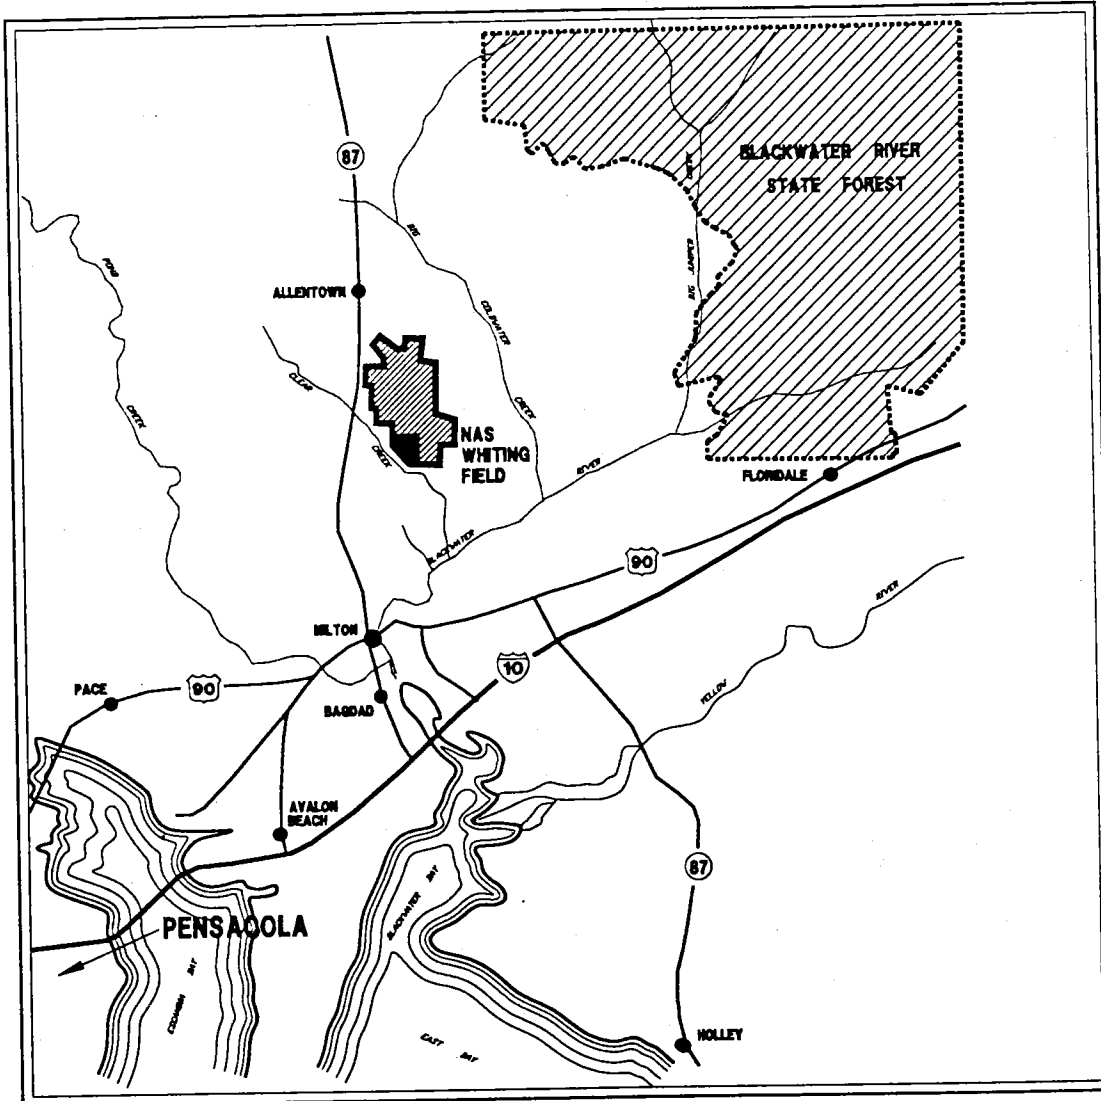 BLACKWATER RIVER
STATE FOREST
87
CREEK
BIG
POND
ALLENTOWN
BIG JUNIPER
COLDWATER
CLEAR
CREEK
CREEK
NAS
WHITING
FIELD
CREEK
RIVER
FLORIDALE
BLACKWATER
90
RIVER
MILTON
10
PACE
90
YELLOW
BAGDAD
AVALON
BEACH
87
BLACKWATER BAY
PENSACOLA
ESCAMBIA BAY
HOLLEY
EAST BAY